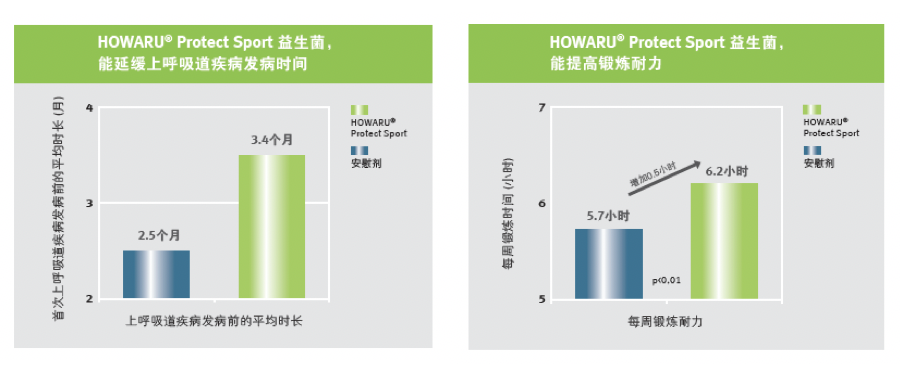 HOWARU® Protect Sport 益生菌，
能延缓上呼吸道疾病发病时间
首次上呼吸道疾病发病前的平均时长 (月)
4
3
2
2.5个月
3.4个月
HOWARU®
Protect Sport
安慰剂
上呼吸道疾病发病前的平均时长
HOWARU® Protect Sport 益生菌，
能提高锻炼耐力
每周锻炼时间 (小时)
7
6
5
5.7小时
增加0.5小时
6.2小时
p<0.01
HOWARU®
Protect Sport
安慰剂
每周锻炼耐力